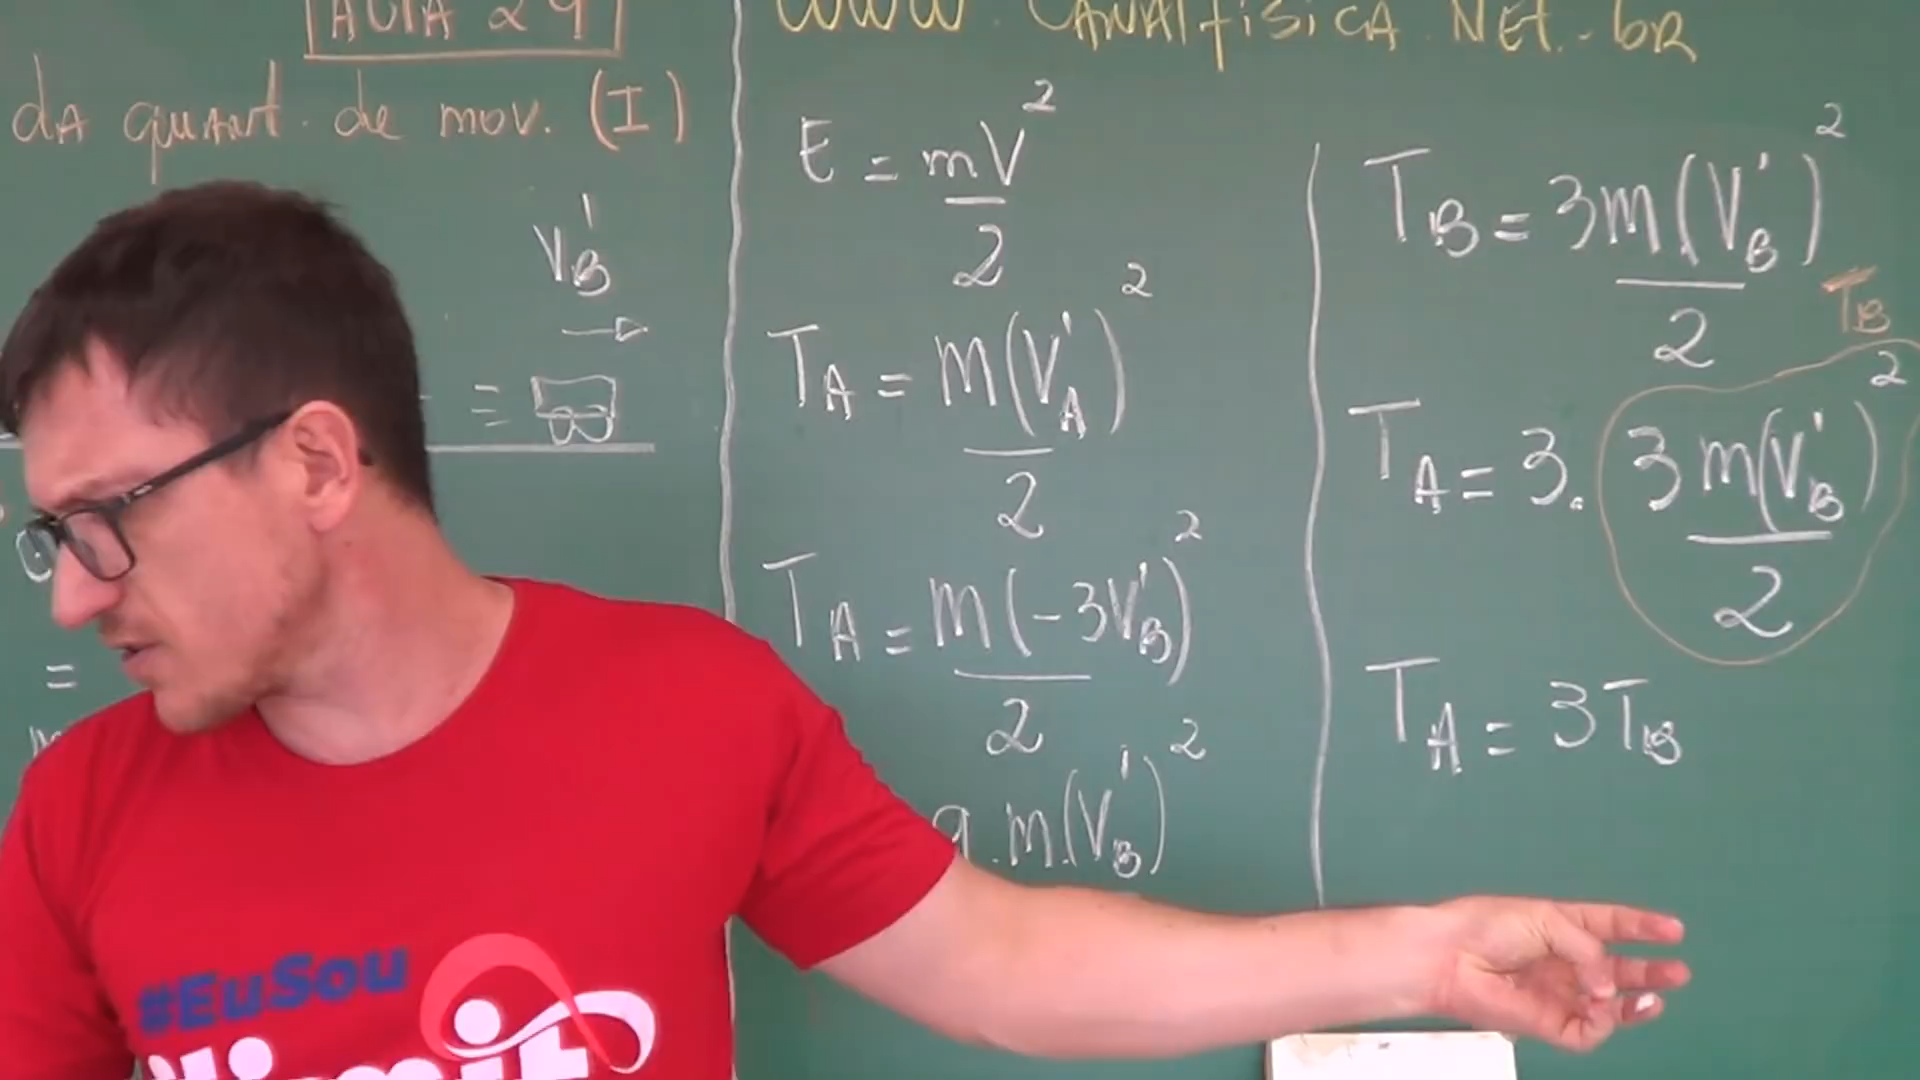 AULA 29
www.CANALfisicA.NET.bR
dA quant. de mov. (I)
V'B
=
E = mV²/2
TA = m(V'A)²/2
TA = m(-3V'B)²/2
9.m.(V'B)²
TB = 3m(V'B)²/2
TB
TA = 3. 3m(V'B)²/2
TA = 3TB
#EuSou